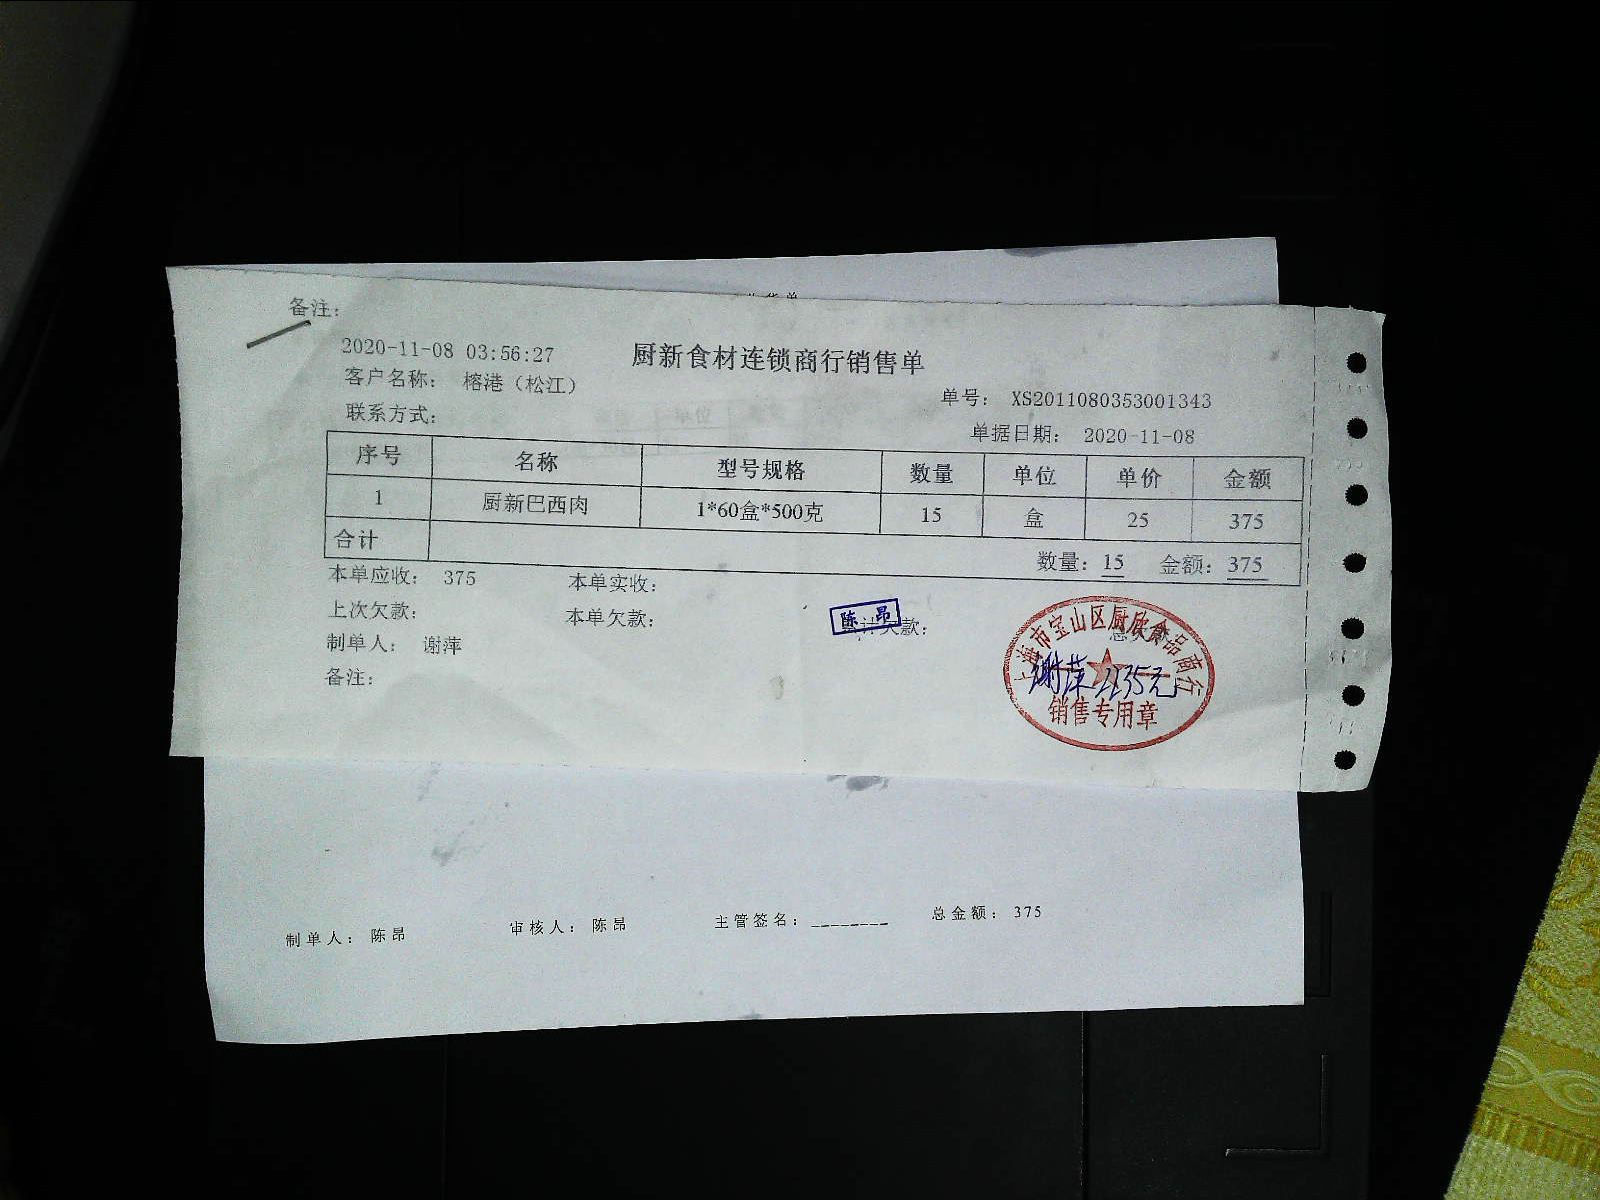 备注：
2020-11-08 03:56:27
厨新食材连锁商行销售单
客户名称： 榕港（松江）
单号： XS2011080353001343
联系方式：
单据日期： 2020-11-08
序号 名称 型号规格 数量 单位 单价 金额
1 厨新巴西肉 1*60盒*500克 15 盒 25 375
合计 数量：15 金额：375
本单应收： 375 本单实收：
上次欠款： 本单欠款： 欠款：
陈昂
制单人： 谢萍
备注：
上海市宝山区厨欣食品商行
谢萍
销售专用章
制单人：陈昂 审核人：陈昂 主管签名：________ 总金额：375